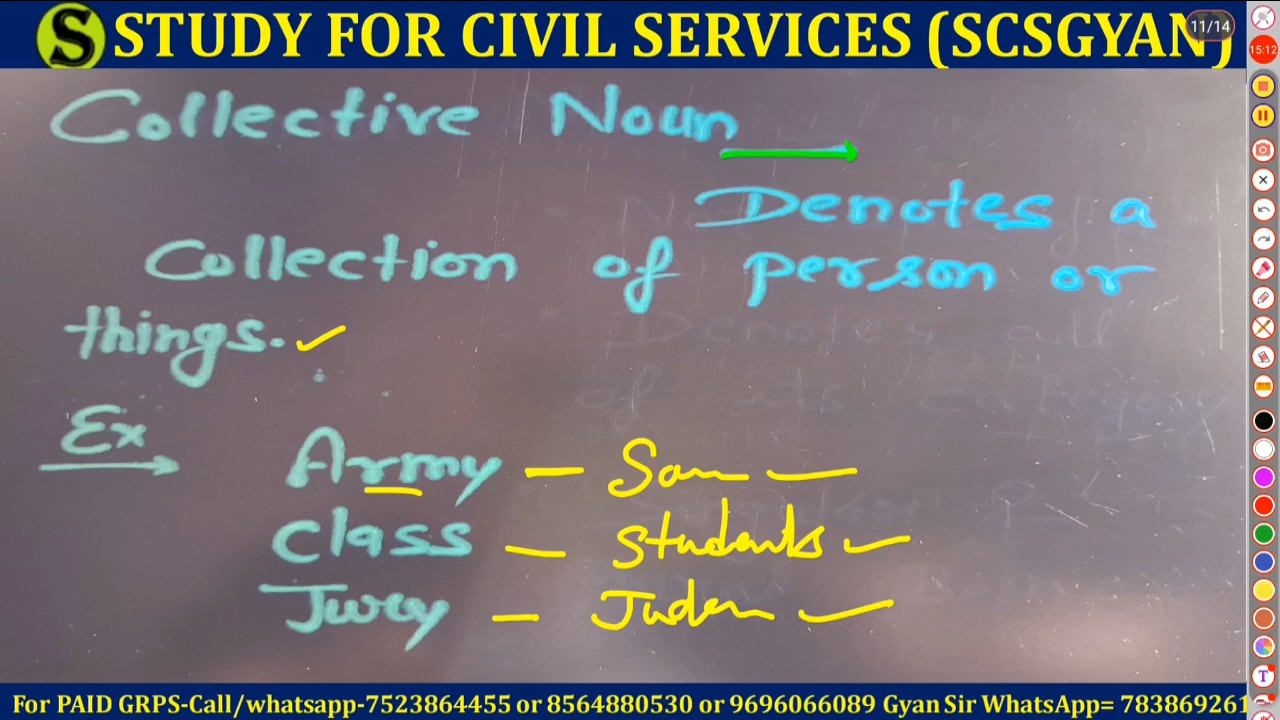 STUDY FOR CIVIL SERVICES (SCSGYAN)
11/14
15:12
Collective Noun
Denotes a
Collection of person or
things.
Ex
Army –
Class – Students
Jurey –
For PAID GRPS-Call/whatsapp-7523864455 or 8564880530 or 9696066089 Gyan Sir WhatsApp= 783869261
T